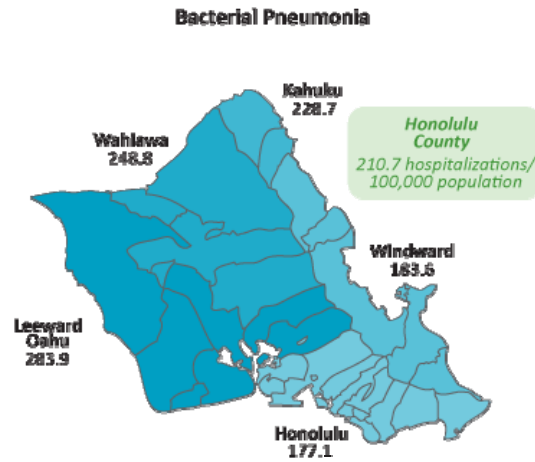 Bacterial Pneumonia
Kahuku
228.7
Honolulu
County
210.7 hospitalizations/
100,000 population
Wahiawa
248.8
Windward
183.6
Leeward
Oahu
283.9
Honolulu
177.1